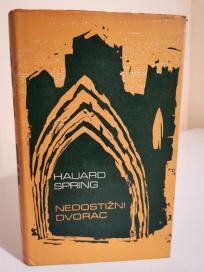 HAUARD
SPRING
NEDOSTIŽNI
DVORAC